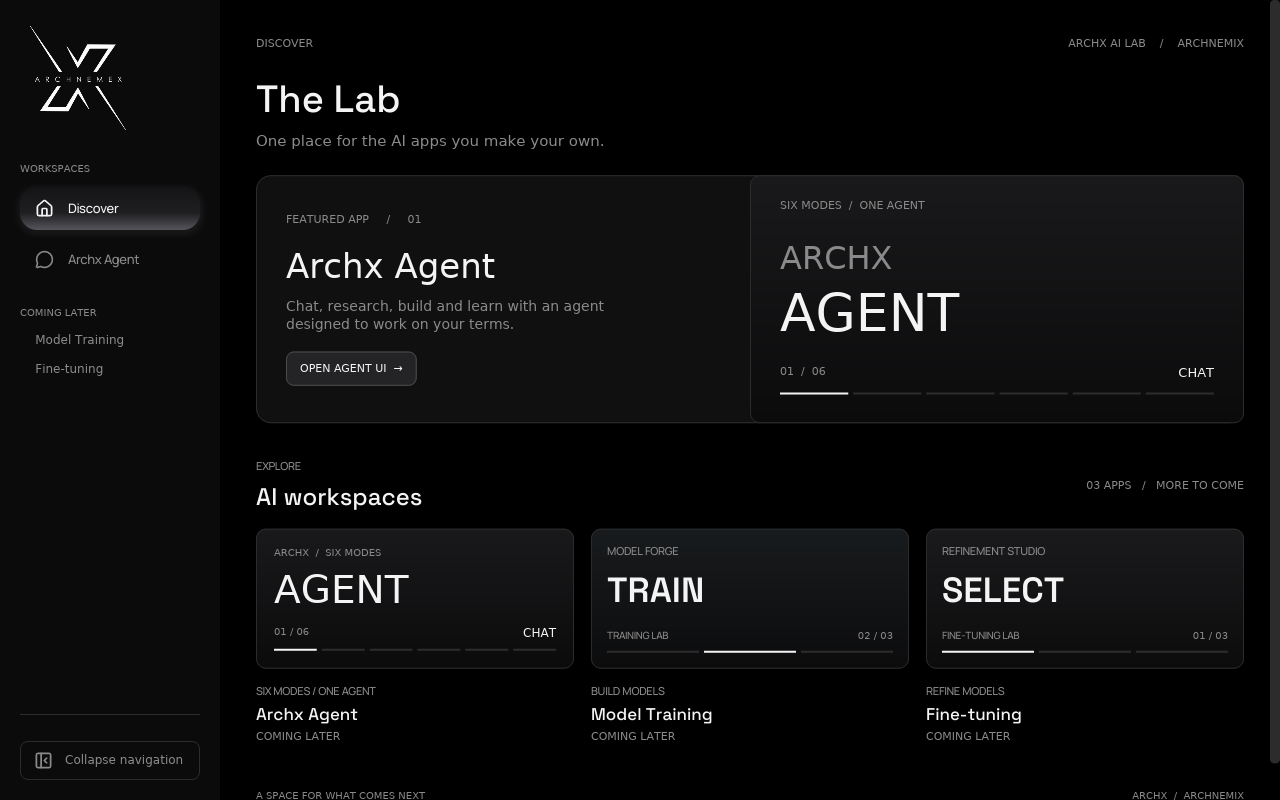 ARCHNEMEX
WORKSPACES
Discover
Archx Agent
COMING LATER
Model Training
Fine-tuning
Collapse navigation
DISCOVER
ARCHX AI LAB / ARCHNEMIX
The Lab
One place for the AI apps you make your own.
FEATURED APP / 01
Archx Agent
Chat, research, build and learn with an agent
designed to work on your terms.
OPEN AGENT UI →
SIX MODES / ONE AGENT
ARCHX
AGENT
01 / 06
CHAT
EXPLORE
AI workspaces
03 APPS / MORE TO COME
ARCHX / SIX MODES
AGENT
01 / 06
CHAT
SIX MODES / ONE AGENT
Archx Agent
COMING LATER
MODEL FORGE
TRAIN
TRAINING LAB
02 / 03
BUILD MODELS
Model Training
COMING LATER
REFINEMENT STUDIO
SELECT
FINE-TUNING LAB
01 / 03
REFINE MODELS
Fine-tuning
COMING LATER
A SPACE FOR WHAT COMES NEXT
ARCHX / ARCHNEMIX